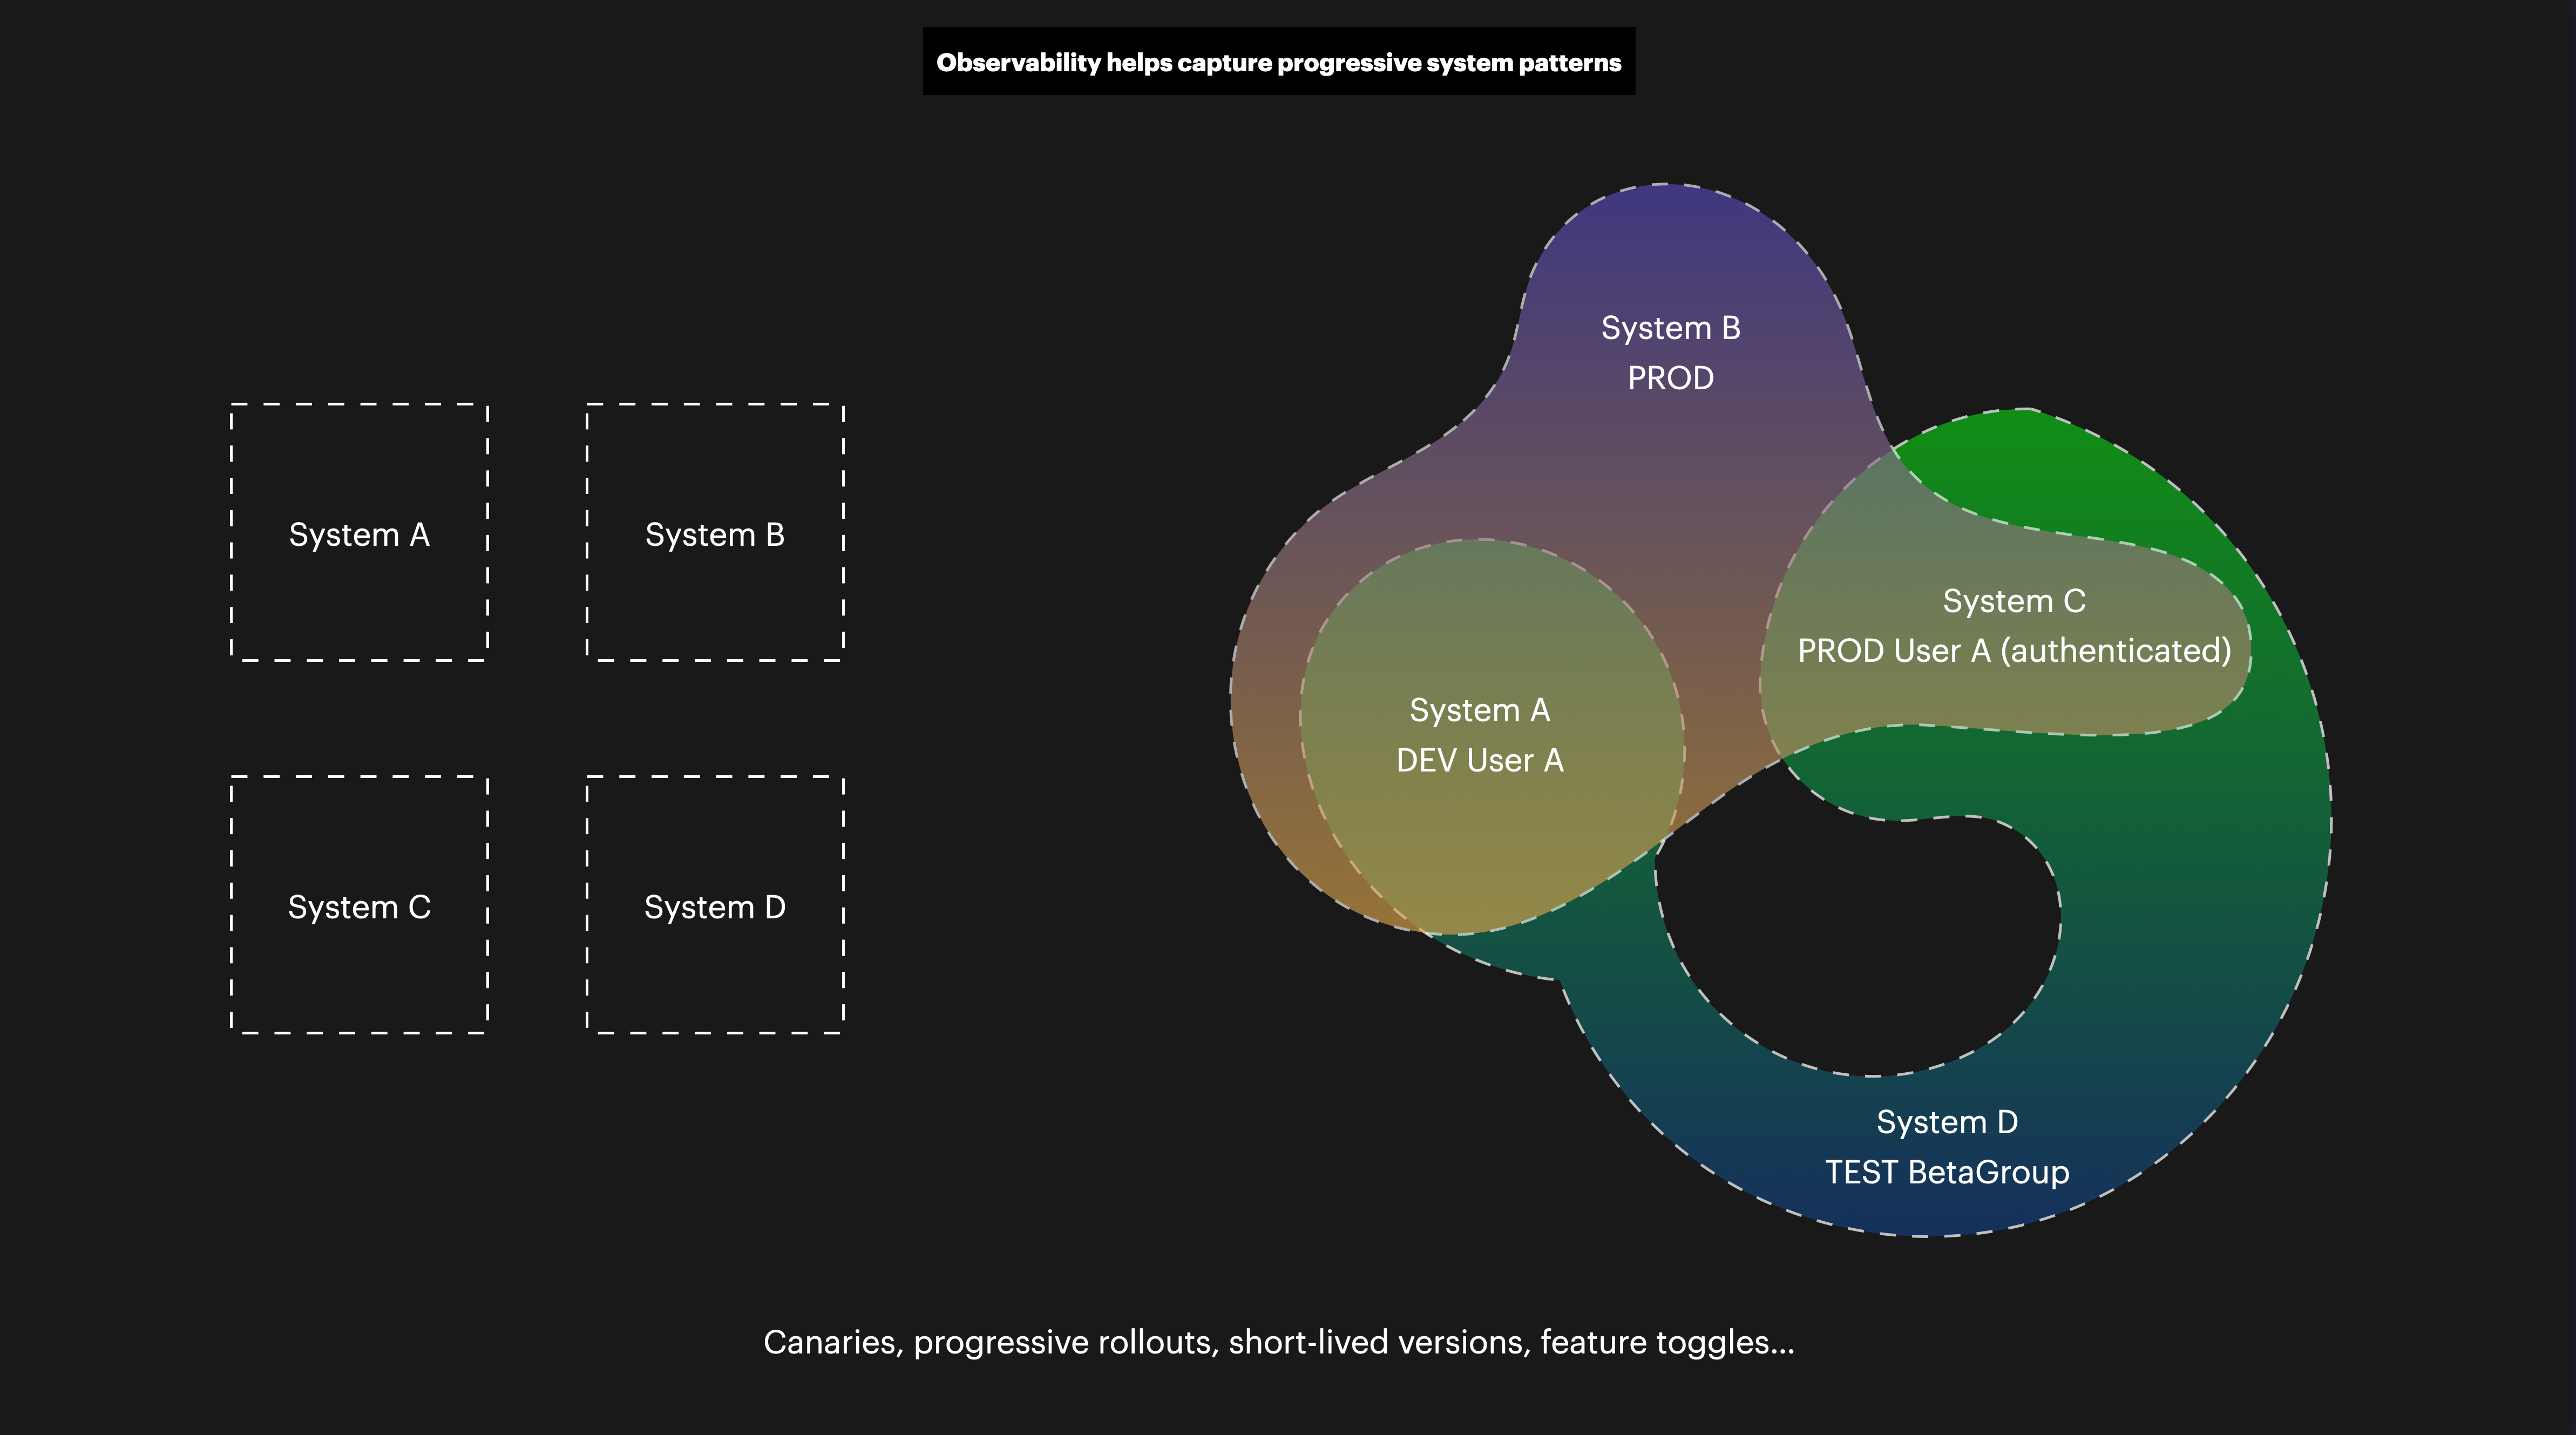 Observability helps capture progressive system patterns
System A
System B
System C
System D
System B
PROD
System C
PROD User A (authenticated)
System A
DEV User A
System D
TEST BetaGroup
Canaries, progressive rollouts, short-lived versions, feature toggles...